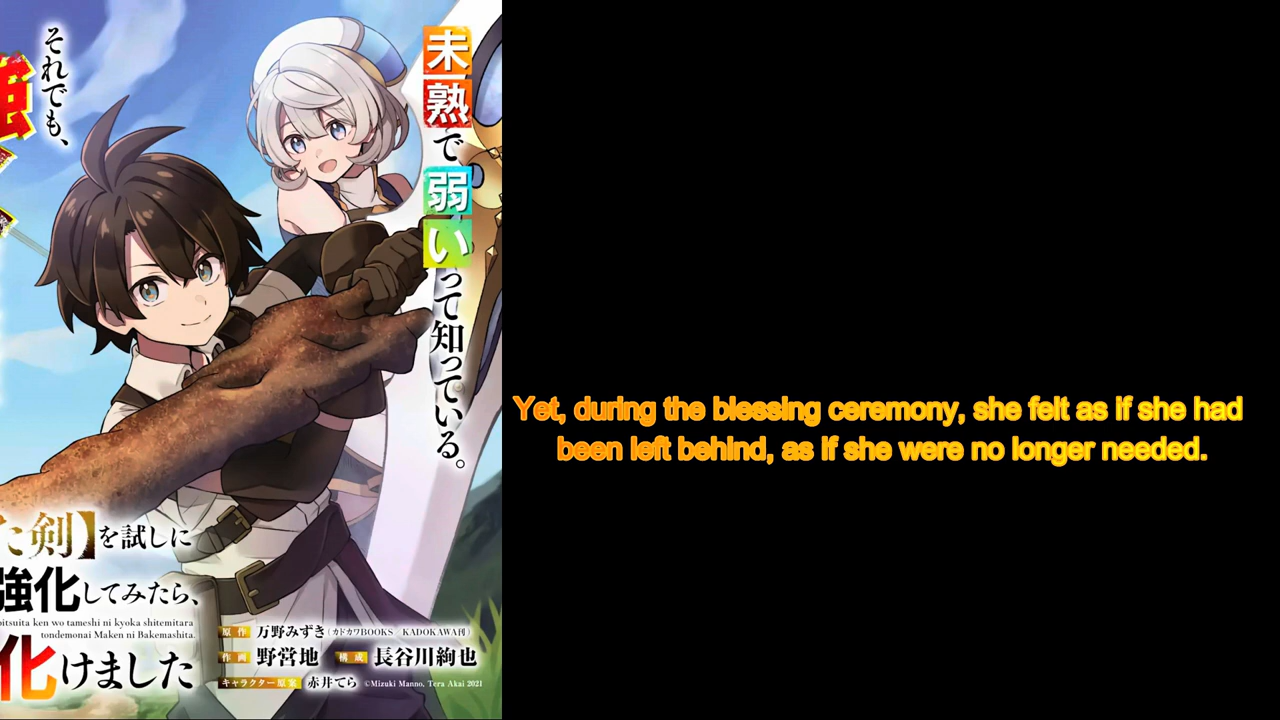 未熟で弱いって知っている。
それでも、
強
た剣】を試しに
強化してみたら、
bitsuita ken wo tameshi ni kyoka shitemitara
tondemonai Maken ni Bakemashita.
化けました
原作 万野みずき(カドカワBOOKS/KADOKAWA刊)
作画 野営地 構成 長谷川絢也
キャラクター原案 赤井てら ©Mizuki Manno, Tera Akai 2021
Yet, during the blessing ceremony, she felt as if she had
been left behind, as if she were no longer needed.